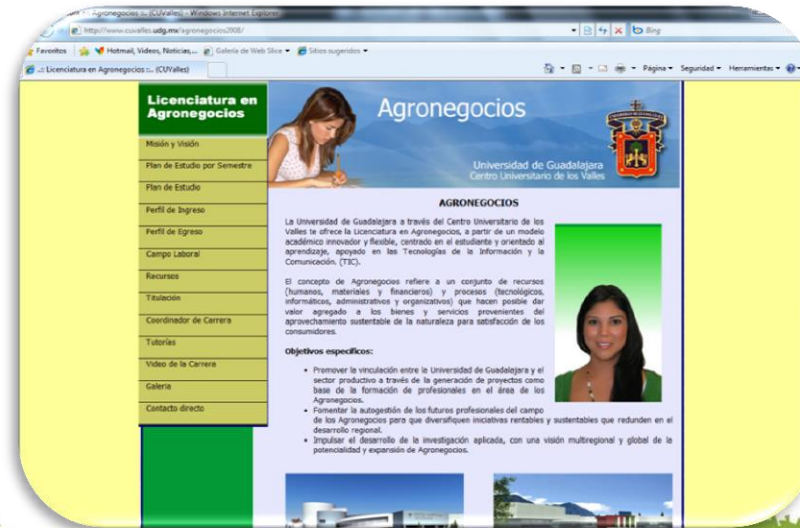 Agronegocios ::. (CUValles) - Windows Internet Explorer
http://www.cuvalles.udg.mx/agronegocios2008/
Bing
Favoritos
Hotmail, Videos, Noticias,...
Galería de Web Slice
Sitios sugeridos
.:: Licenciatura en Agronegocios ::. (CUValles)
Página
Seguridad
Herramientas
Licenciatura en
Agronegocios
Misión y Visión
Plan de Estudio por Semestre
Plan de Estudio
Perfil de Ingreso
Perfil de Egreso
Campo Laboral
Recursos
Titulación
Coordinador de Carrera
Tutorías
Video de la Carrera
Galeria
Contacto directo
Agronegocios
Universidad de Guadalajara
Centro Universitario de los Valles
AGRONEGOCIOS
La Universidad de Guadalajara a través del Centro Universitario de los
Valles te ofrece la Licenciatura en Agronegocios, a partir de un modelo
académico innovador y flexible, centrado en el estudiante y orientado al
aprendizaje, apoyado en las Tecnologías de la Información y la
Comunicación. (TIC).
El concepto de Agronegocios refiere a un conjunto de recursos
(humanos, materiales y financieros) y procesos (tecnológicos,
informáticos, administrativos y organizativos) que hacen posible dar
valor agregado a los bienes y servicios provenientes del
aprovechamiento sustentable de la naturaleza para satisfacción de los
consumidores.
Objetivos específicos:
• Promover la vinculación entre la Universidad de Guadalajara y el
sector productivo a través de la generación de proyectos como
base de la formación de profesionales en el área de los
Agronegocios.
• Fomentar la autogestión de los futuros profesionales del campo
de los Agronegocios para que diversifiquen iniciativas rentables y sustentables que redunden en el
desarrollo regional.
• Impulsar el desarrollo de la investigación aplicada, con una visión multiregional y global de la
potencialidad y expansión de Agronegocios.